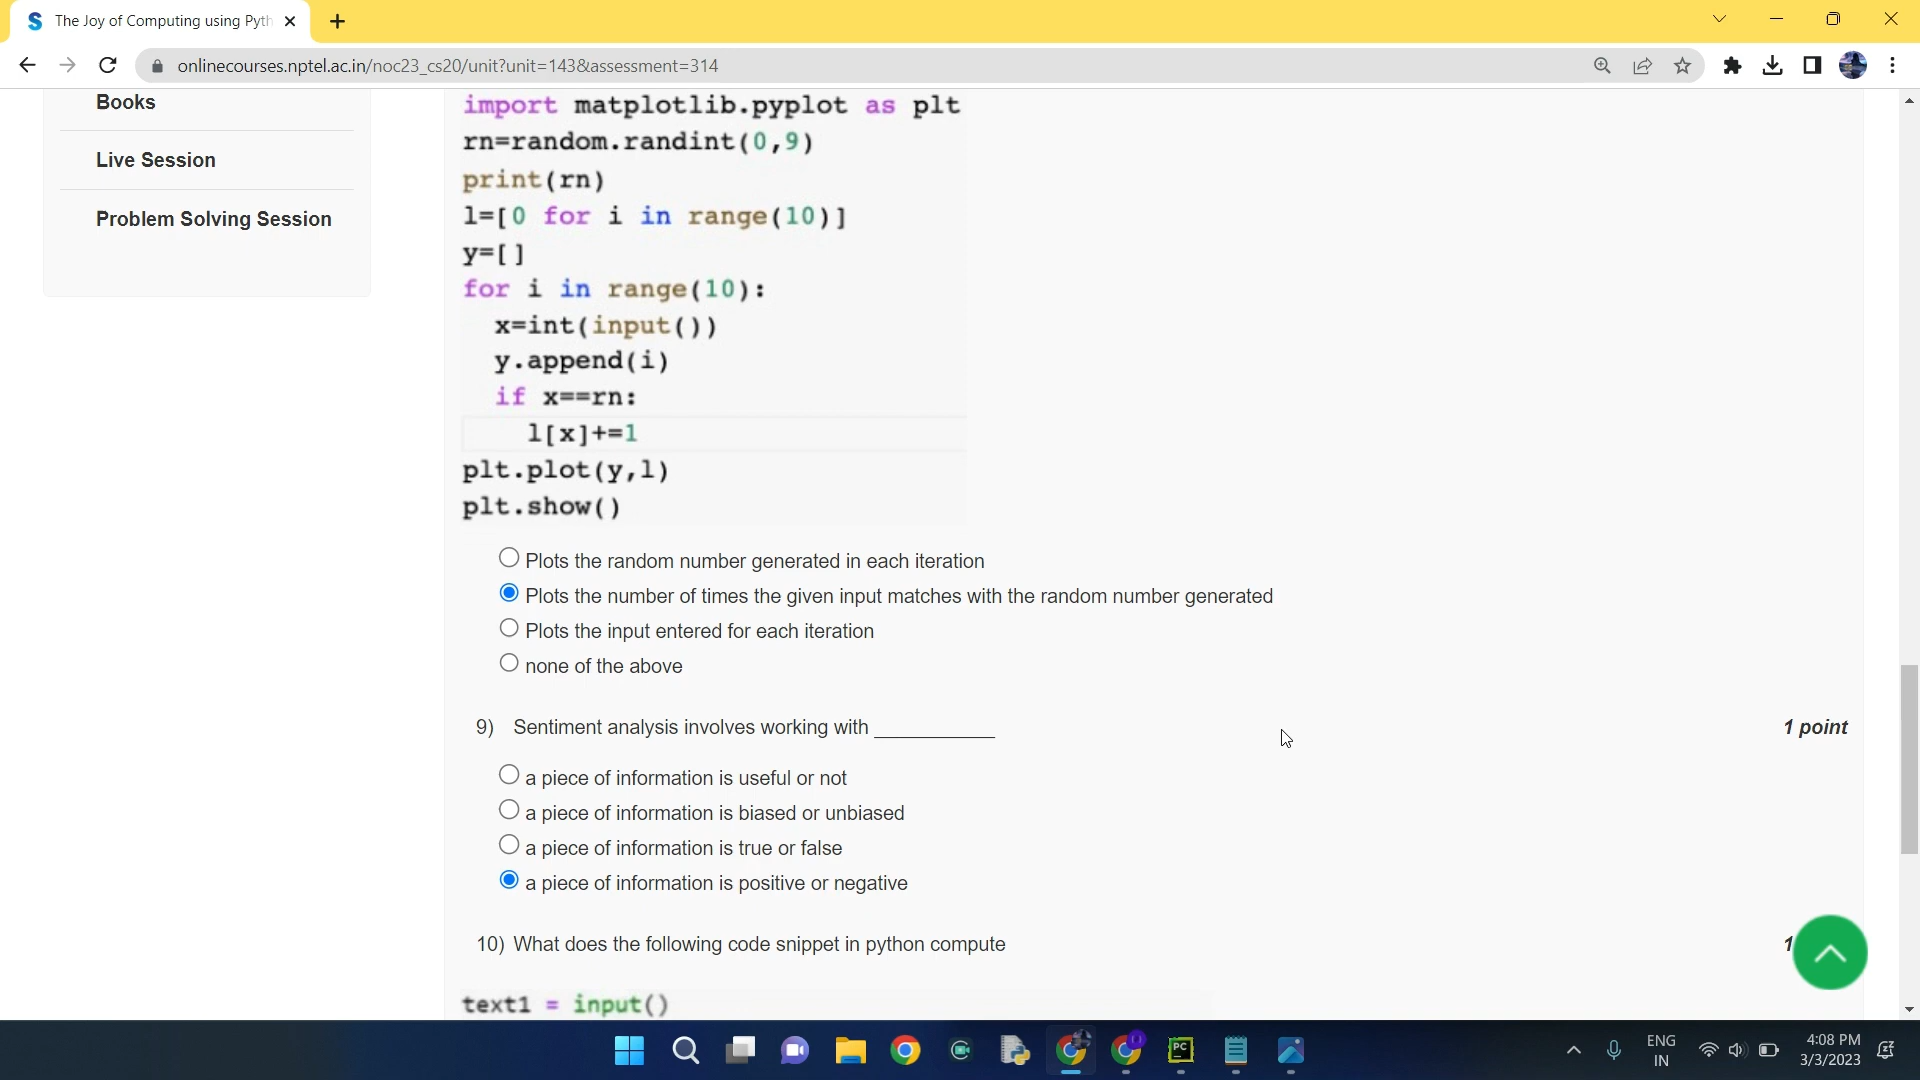 The Joy of Computing using Pyth
onlinecourses.nptel.ac.in/noc23_cs20/unit?unit=143&assessment=314
Books
Live Session
Problem Solving Session
import matplotlib.pyplot as plt
rn=random.randint(0,9)
print(rn)
l=[0 for i in range(10)]
y=[]
for i in range(10):
x=int(input())
y.append(i)
if x==rn:
l[x]+=1
plt.plot(y,l)
plt.show()
Plots the random number generated in each iteration
Plots the number of times the given input matches with the random number generated
Plots the input entered for each iteration
none of the above
9) Sentiment analysis involves working with ___________
1 point
a piece of information is useful or not
a piece of information is biased or unbiased
a piece of information is true or false
a piece of information is positive or negative
10) What does the following code snippet in python compute
1
text1 = input()
PC
ENG
IN
4:08 PM
3/3/2023